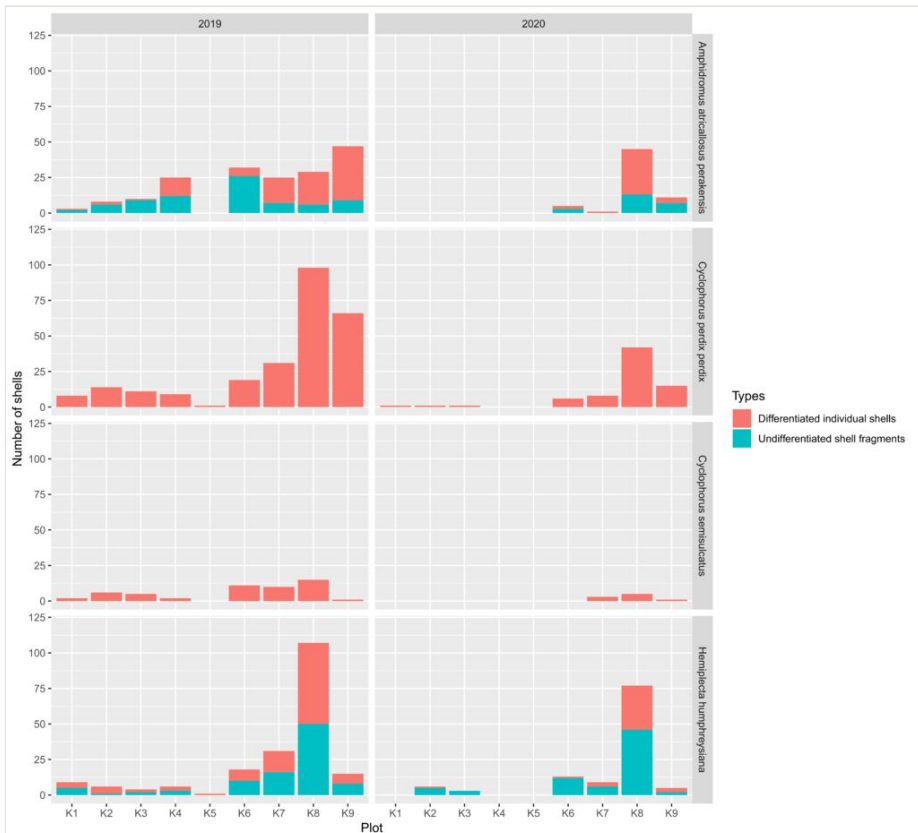 2019
2020
125
100
75
50
25
0
Amphidromus atricallosus perakensis
125
100
75
50
25
0
Cyclophorus perdix perdix
125
100
75
50
25
0
Cyclophorus semisulcatus
125
100
75
50
25
0
Hemiplecta humphreysiana
Number of shells
K1 K2 K3 K4 K5 K6 K7 K8 K9
K1 K2 K3 K4 K5 K6 K7 K8 K9
Plot
Types
Differentiated individual shells
Undifferentiated shell fragments